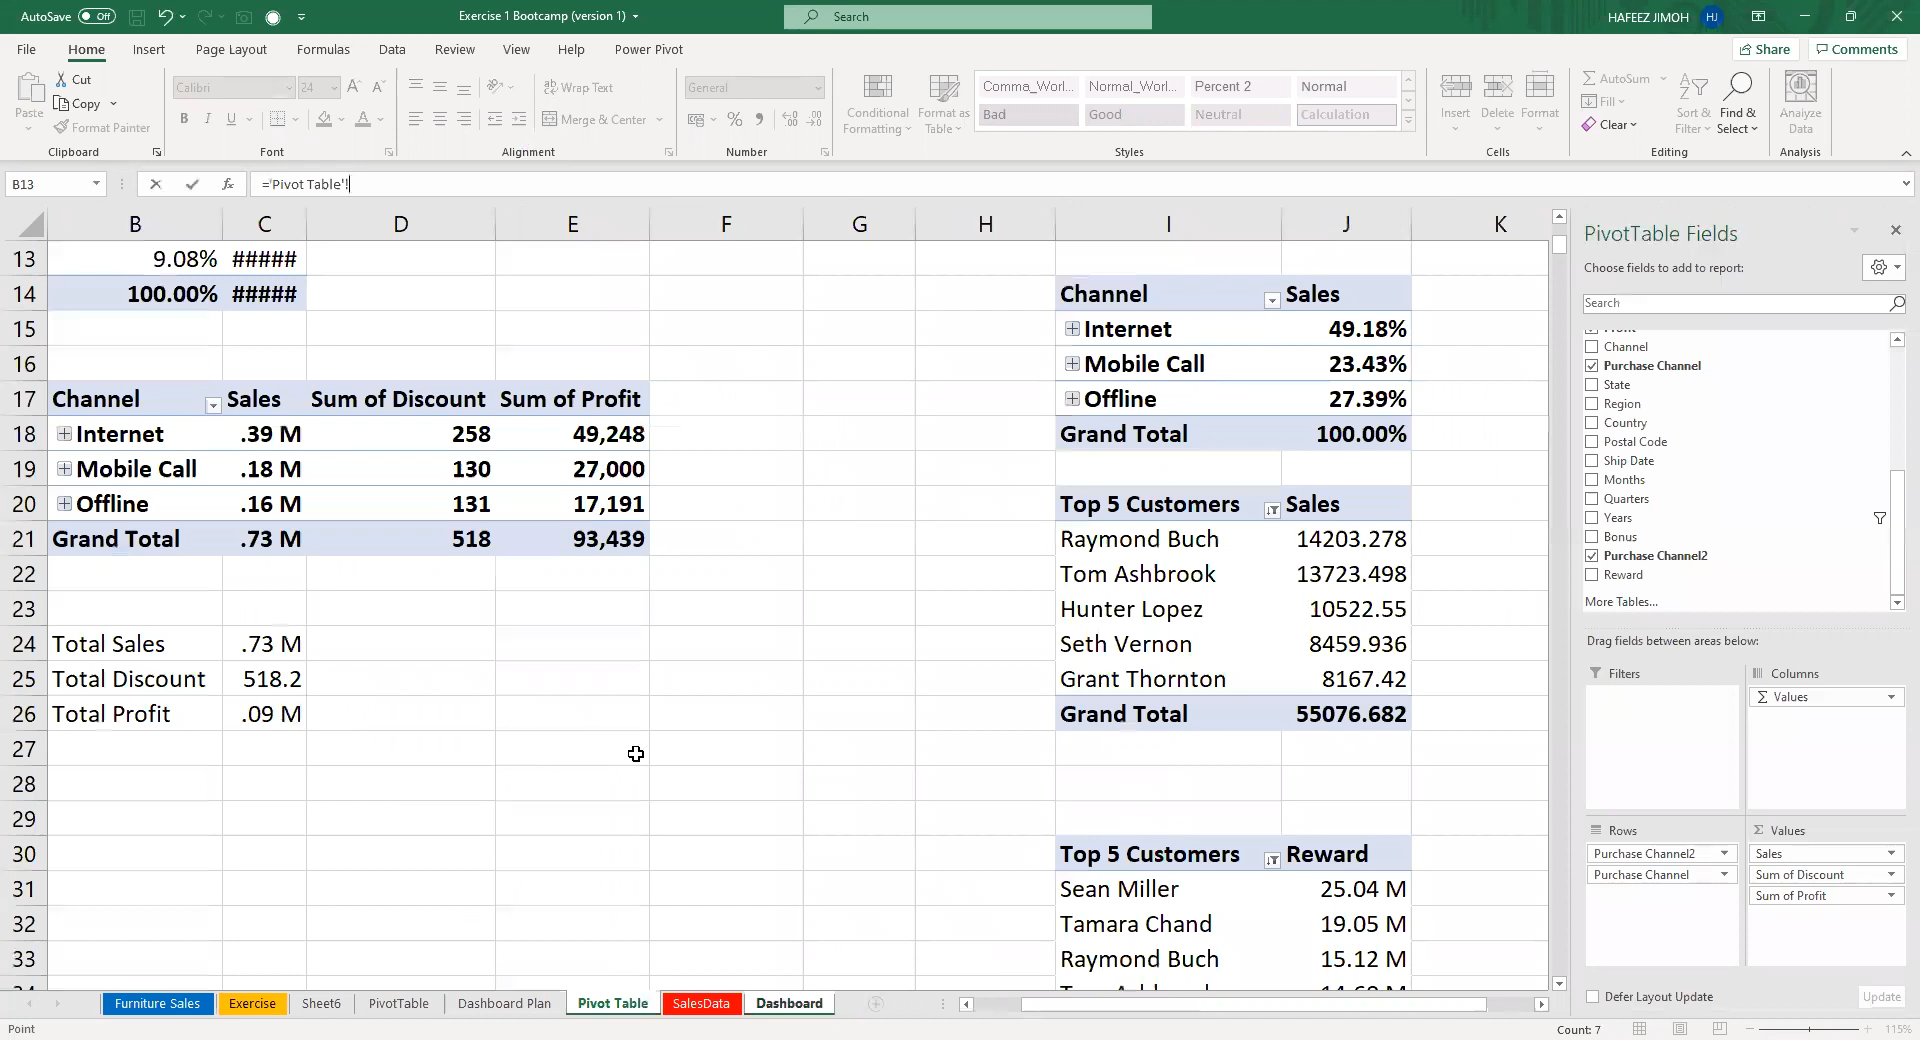 AutoSave Off Exercise 1 Bootcamp (version 1) Search HAFEEZ JIMOH HJ
File Home Insert Page Layout Formulas Data Review View Help Power Pivot Share Comments
Paste Cut Copy Format Painter
Calibri 24 A A
B I U A
Wrap Text
Merge & Center
General
% 9
Conditional Formatting
Format as Table
Comma_Worl... Normal_Worl... Percent 2 Normal
Bad Good Neutral Calculation
Insert Delete Format
AutoSum
Fill
Clear
Sort & Filter
Find & Select
Analyze Data
Clipboard Font Alignment Number Styles Cells Editing Analysis
B13 fx ='Pivot Table'!
B C D E F G H I J K
13 9.08% #####
14 100.00% ##### Channel Sales
15 Internet 49.18%
16 Mobile Call 23.43%
17 Channel Sales Sum of Discount Sum of Profit Offline 27.39%
18 Internet .39 M 258 49,248 Grand Total 100.00%
19 Mobile Call .18 M 130 27,000
20 Offline .16 M 131 17,191 Top 5 Customers Sales
21 Grand Total .73 M 518 93,439 Raymond Buch 14203.278
22 Tom Ashbrook 13723.498
23 Hunter Lopez 10522.55
24 Total Sales .73 M Seth Vernon 8459.936
25 Total Discount 518.2 Grant Thornton 8167.42
26 Total Profit .09 M Grand Total 55076.682
27
28
29
30 Top 5 Customers Reward
31 Sean Miller 25.04 M
32 Tamara Chand 19.05 M
33 Raymond Buch 15.12 M
PivotTable Fields
Choose fields to add to report:
Search
Channel
Purchase Channel
State
Region
Country
Postal Code
Ship Date
Months
Quarters
Years
Bonus
Purchase Channel2
Reward
More Tables...
Drag fields between areas below:
Filters Columns
Σ Values
Rows Σ Values
Purchase Channel2 Sales
Purchase Channel Sum of Discount
Sum of Profit
Defer Layout Update Update
Furniture Sales Exercise Sheet6 PivotTable Dashboard Plan Pivot Table SalesData Dashboard
Point Count: 7 115%